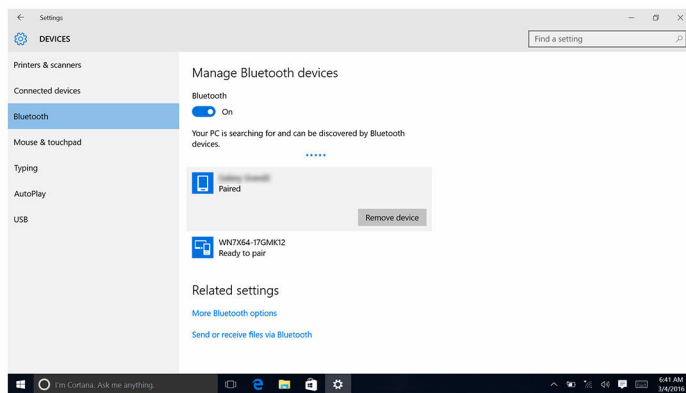 Settings
DEVICES
Find a setting
Printers & scanners
Connected devices
Bluetooth
Mouse & touchpad
Typing
AutoPlay
USB
Manage Bluetooth devices
Bluetooth
On
Your PC is searching for and can be discovered by Bluetooth
devices.
Paired
Remove device
WN7X64-17GMK12
Ready to pair
Related settings
More Bluetooth options
Send or receive files via Bluetooth
I'm Cortana. Ask me anything.
6:41 AM
3/4/2016